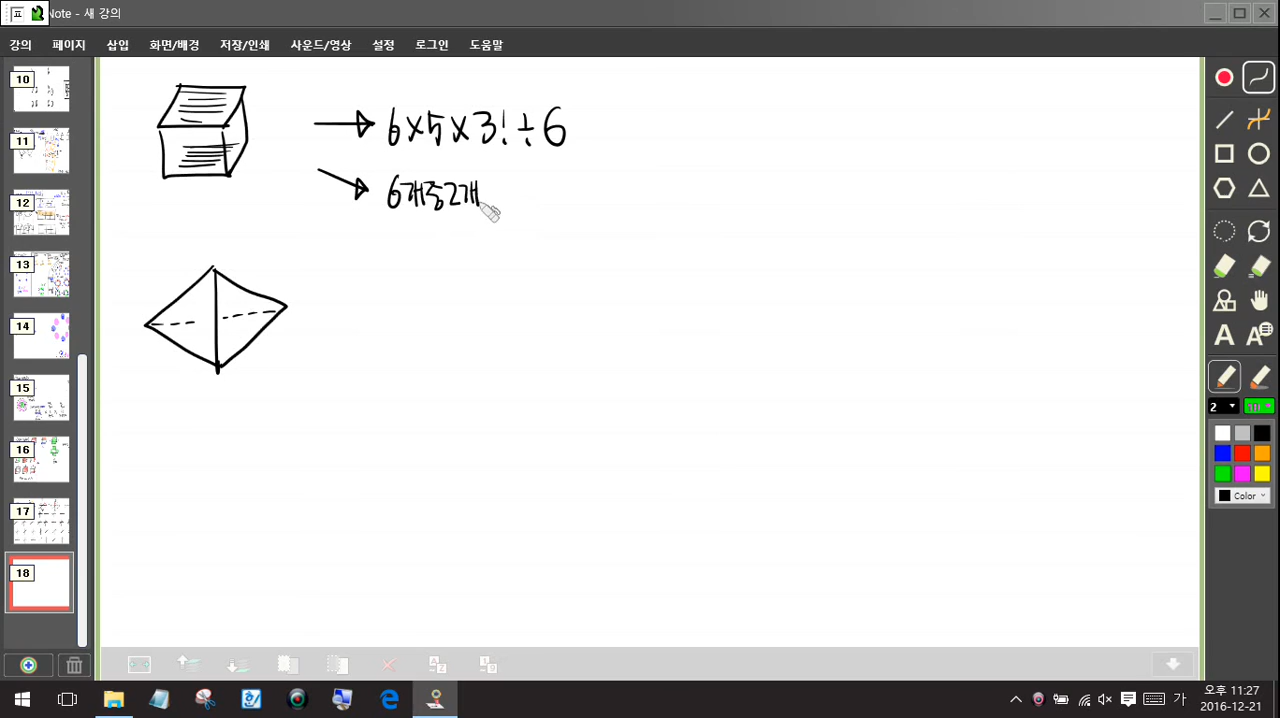 Note - 새 강의
강의 페이지 삽입 화면/배경 저장/인쇄 사운드/영상 설정 로그인 도움말
10
11
12
13
14
15
16
17
18
6×5×3!÷6
6개중2개
A
A
2
Color
가
오후 11:27
2016-12-21